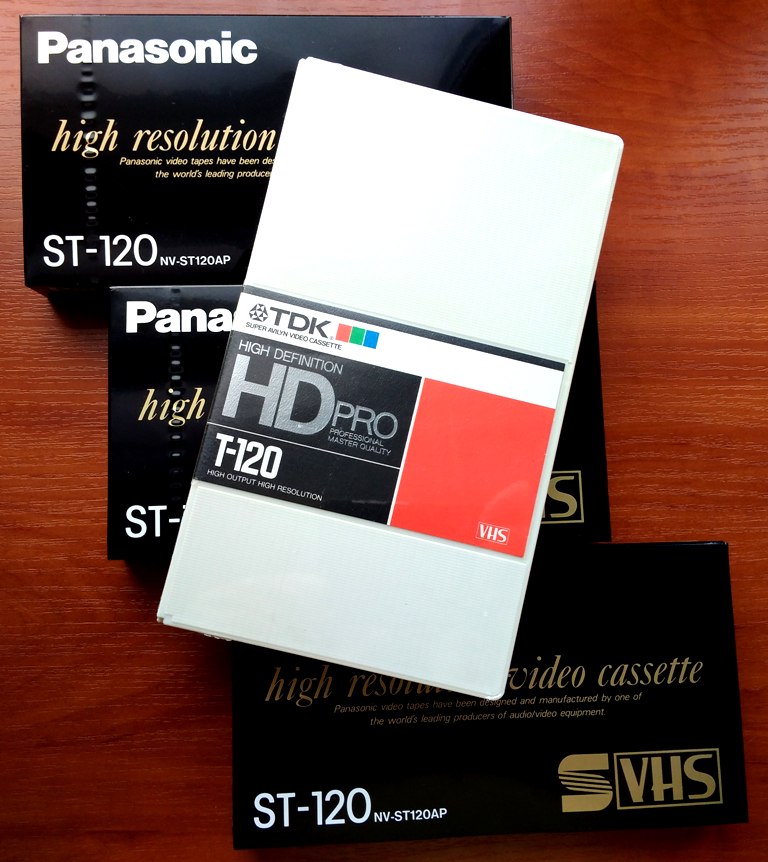 Panasonic
high resolution
Panasonic video tapes have been des
the world's leading producer
ST-120 NV-ST120AP
Pana
high
ST-
S
TDK
SUPER AVILYN VIDEO CASSETTE
HIGH DEFINITION
HD PRO
PROFESSIONAL
MASTER QUALITY
T-120
HIGH OUTPUT HIGH RESOLUTION
VHS
high resolution video cassette
Panasonic video tapes have been designed and manufactured by one of
the world's leading producers of audio/video equipment.
ST-120 NV-ST120AP
S VHS